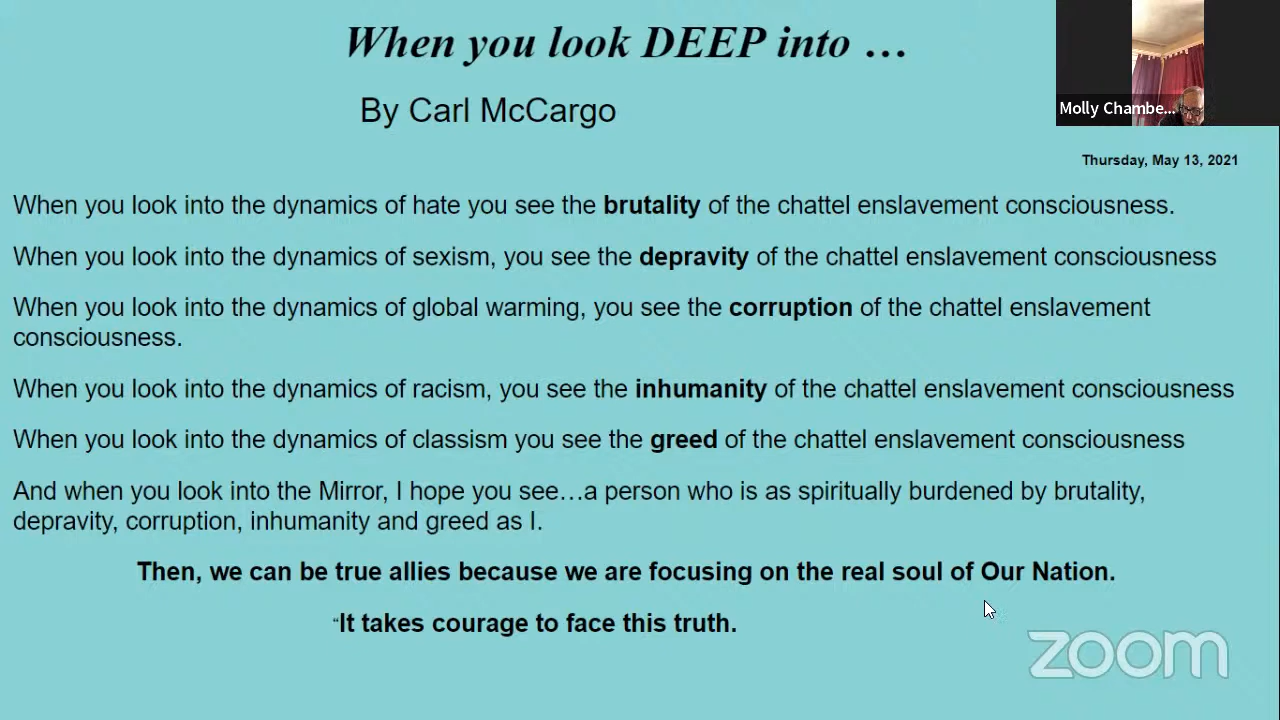 When you look DEEP into …
By Carl McCargo
Molly Chambe...
Thursday, May 13, 2021
When you look into the dynamics of hate you see the brutality of the chattel enslavement consciousness.
When you look into the dynamics of sexism, you see the depravity of the chattel enslavement consciousness
When you look into the dynamics of global warming, you see the corruption of the chattel enslavement
consciousness.
When you look into the dynamics of racism, you see the inhumanity of the chattel enslavement consciousness
When you look into the dynamics of classism you see the greed of the chattel enslavement consciousness
And when you look into the Mirror, I hope you see…a person who is as spiritually burdened by brutality,
depravity, corruption, inhumanity and greed as I.
Then, we can be true allies because we are focusing on the real soul of Our Nation.
“It takes courage to face this truth.
zoom